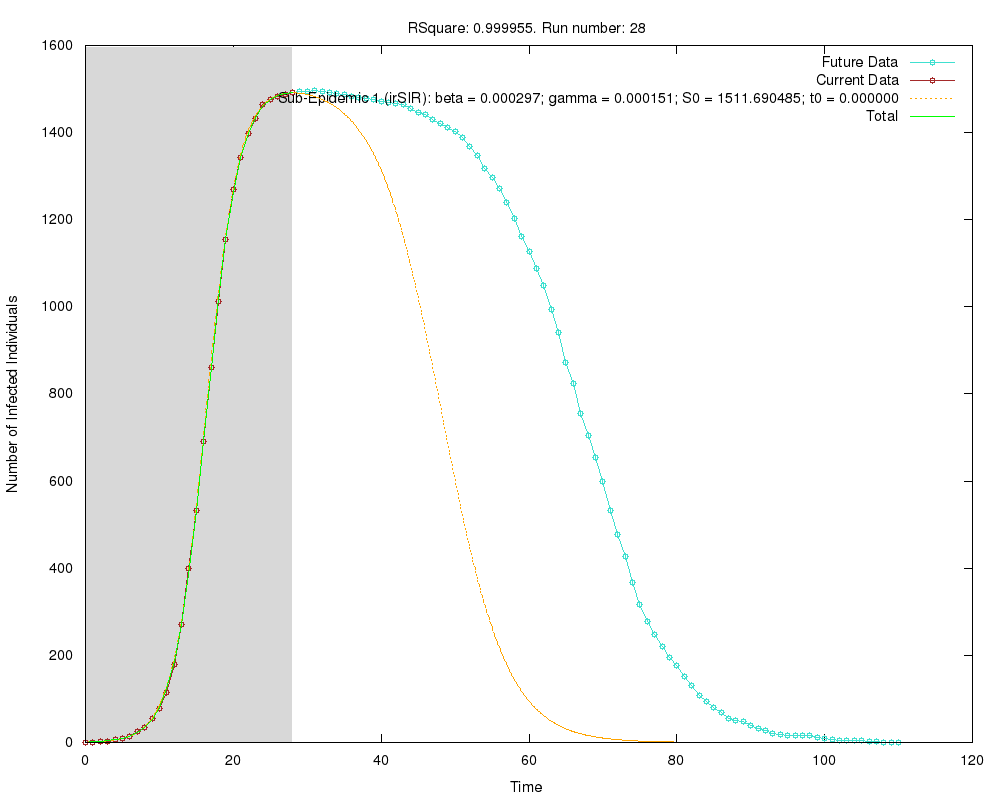 RSquare: 0.999955. Run number: 28
1600
1400
1200
1000
800
600
400
200
0
Number of Infected Individuals
Future Data
Current Data
Sub-Epidemic 1 (irSIR): beta = 0.000297; gamma = 0.000151; S0 = 1511.690485; t0 = 0.000000
Total
0 20 40 60 80 100 120
Time